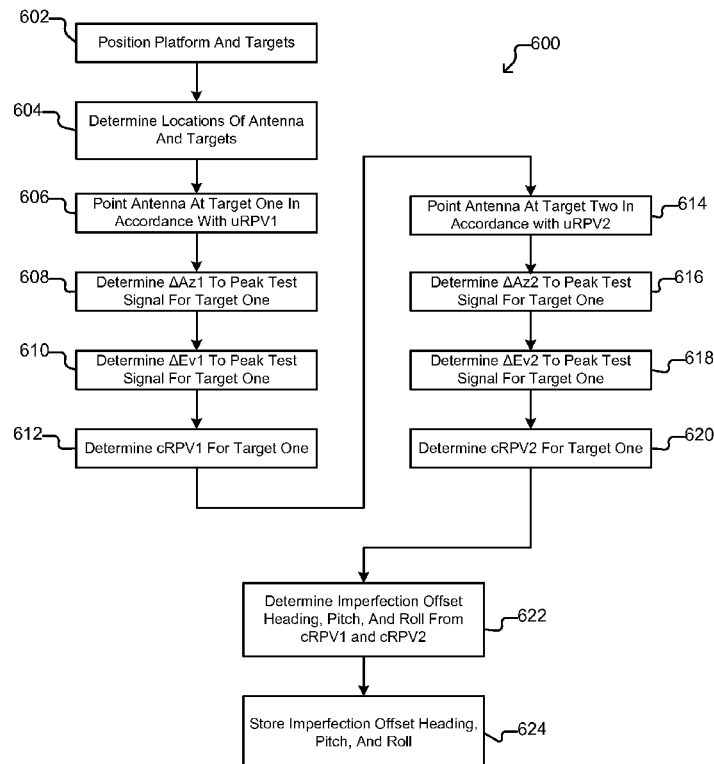 602
Position Platform And Targets
600
604
Determine Locations Of Antenna
And Targets
606
Point Antenna At Target One In
Accordance With uRPV1
608
Determine ΔAz1 To Peak Test
Signal For Target One
610
Determine ΔEv1 To Peak Test
Signal For Target One
612
Determine cRPV1 For Target One
Point Antenna At Target Two In
Accordance with uRPV2
614
Determine ΔAz2 To Peak Test
Signal For Target One
616
Determine ΔEv2 To Peak Test
Signal For Target One
618
Determine cRPV2 For Target One
620
Determine Imperfection Offset
Heading, Pitch, And Roll From
cRPV1 and cRPV2
622
Store Imperfection Offset Heading,
Pitch, And Roll
624